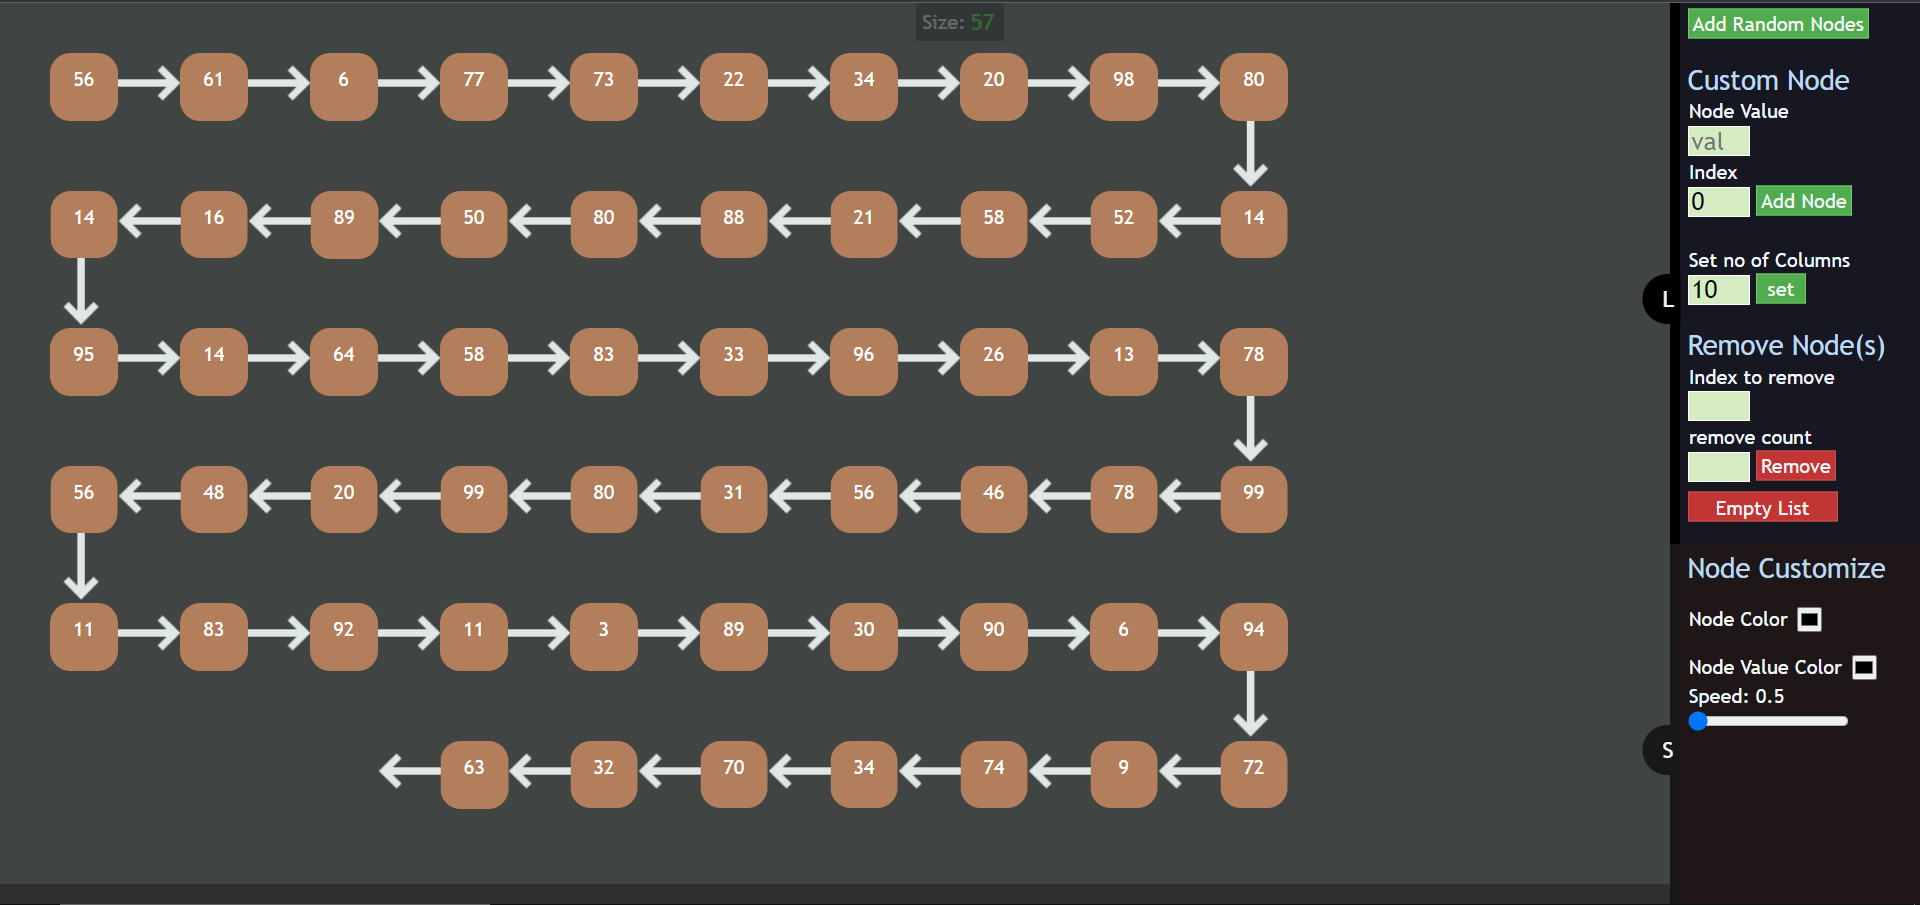 Size: 57
56 61 6 77 73 22 34 20 98 80
14 16 89 50 80 88 21 58 52 14
95 14 64 58 83 33 96 26 13 78
56 48 20 99 80 31 56 46 78 99
11 83 92 11 3 89 30 90 6 94
63 32 70 34 74 9 72
L
S
Add Random Nodes
Custom Node
Node Value
val
Index
0 Add Node
Set no of Columns
10 set
Remove Node(s)
Index to remove
remove count
Remove
Empty List
Node Customize
Node Color
Node Value Color
Speed: 0.5